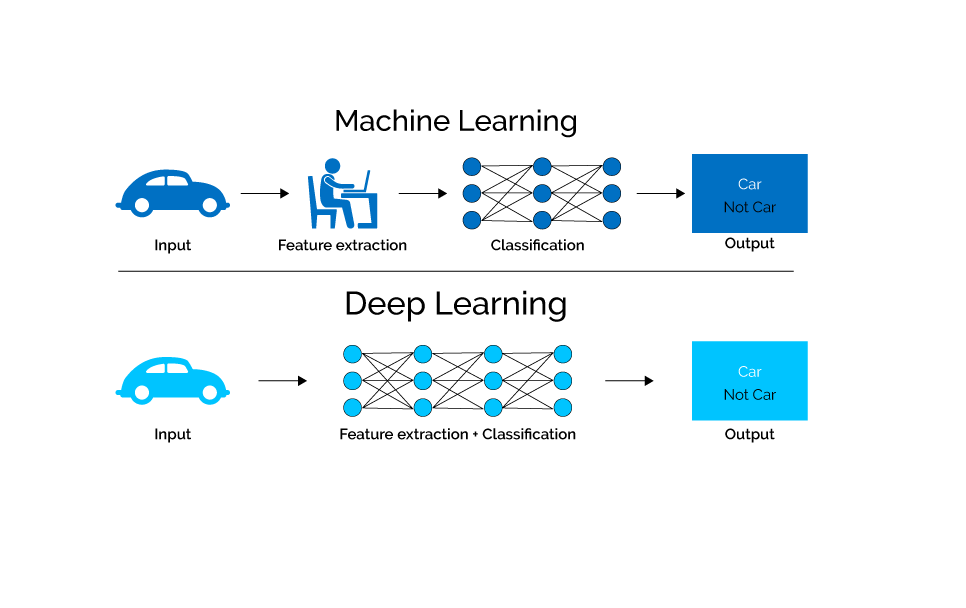 Machine Learning
Input
Feature extraction
Classification
Car
Not Car
Output
Deep Learning
Input
Feature extraction + Classification
Car
Not Car
Output